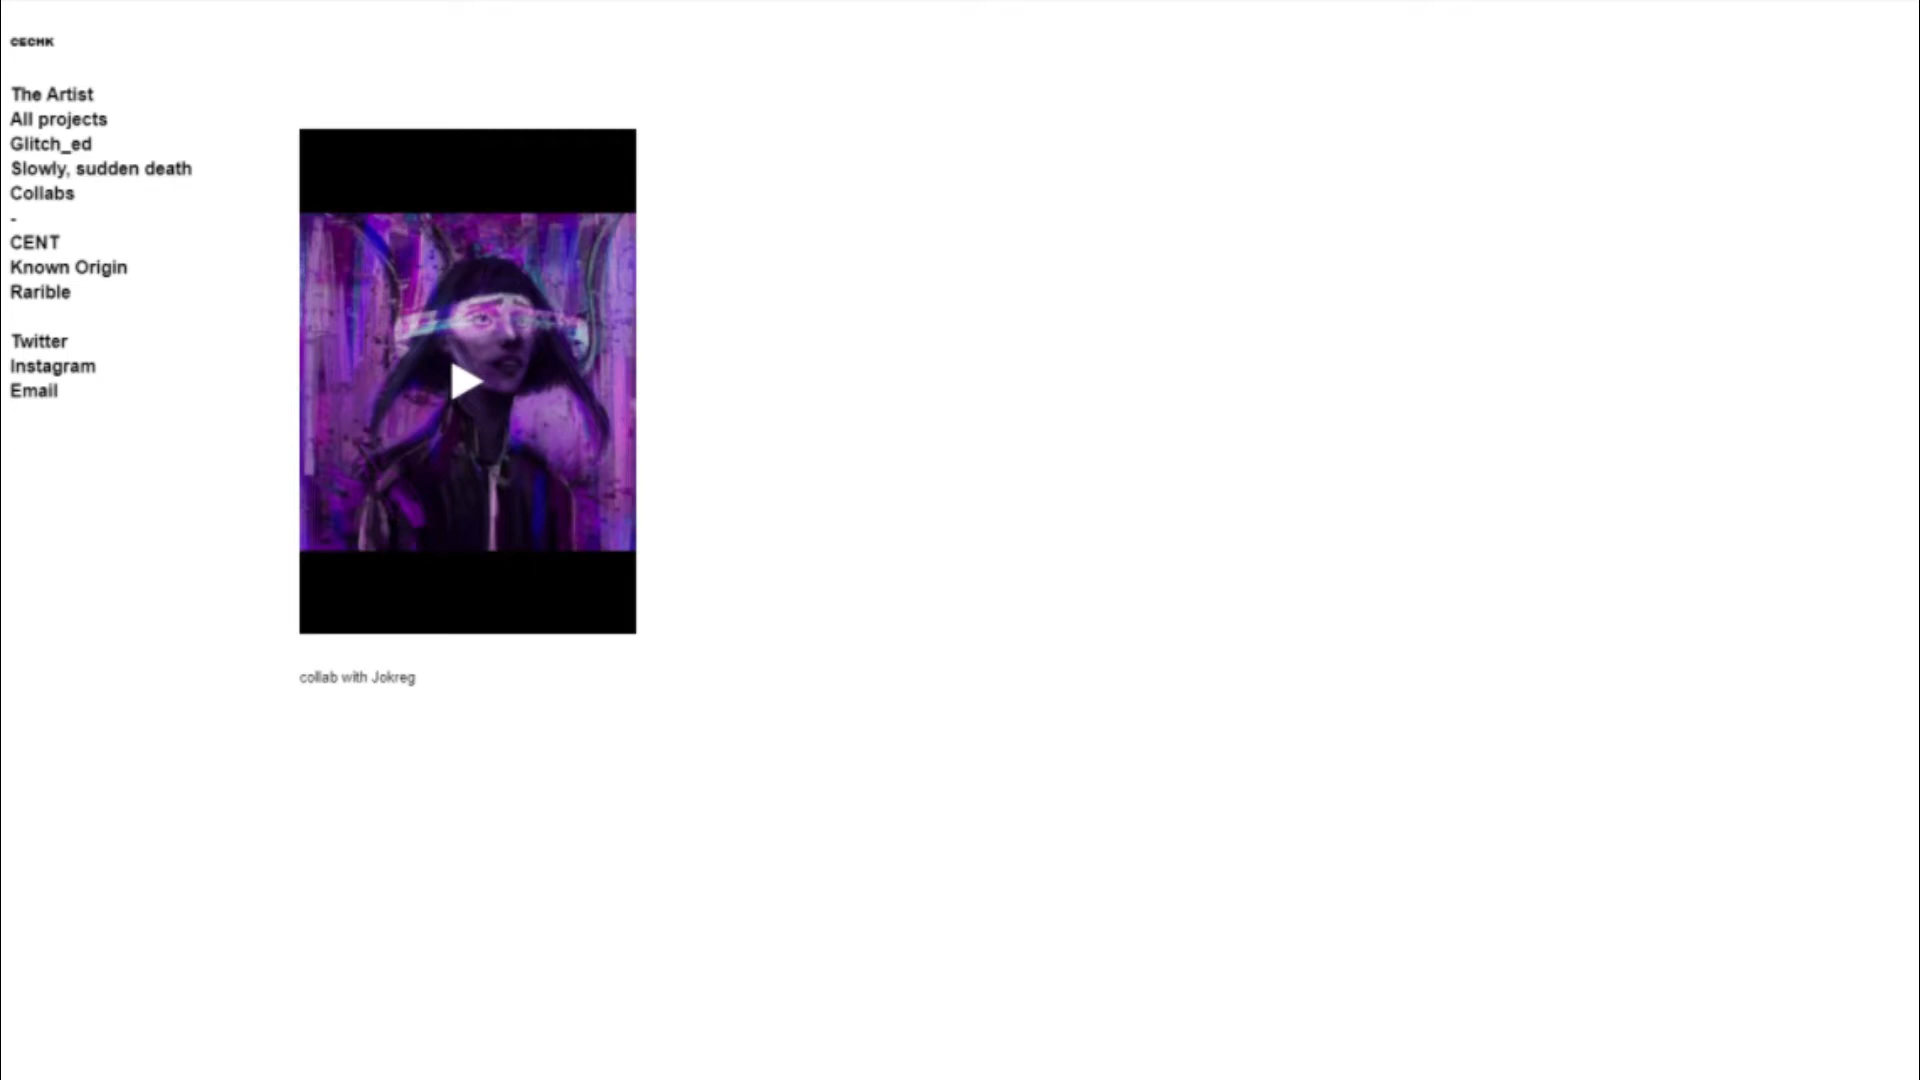 CECHK
The Artist
All projects
Glitch_ed
Slowly, sudden death
Collabs
-
CENT
Known Origin
Rarible
Twitter
Instagram
Email
collab with Jokreg